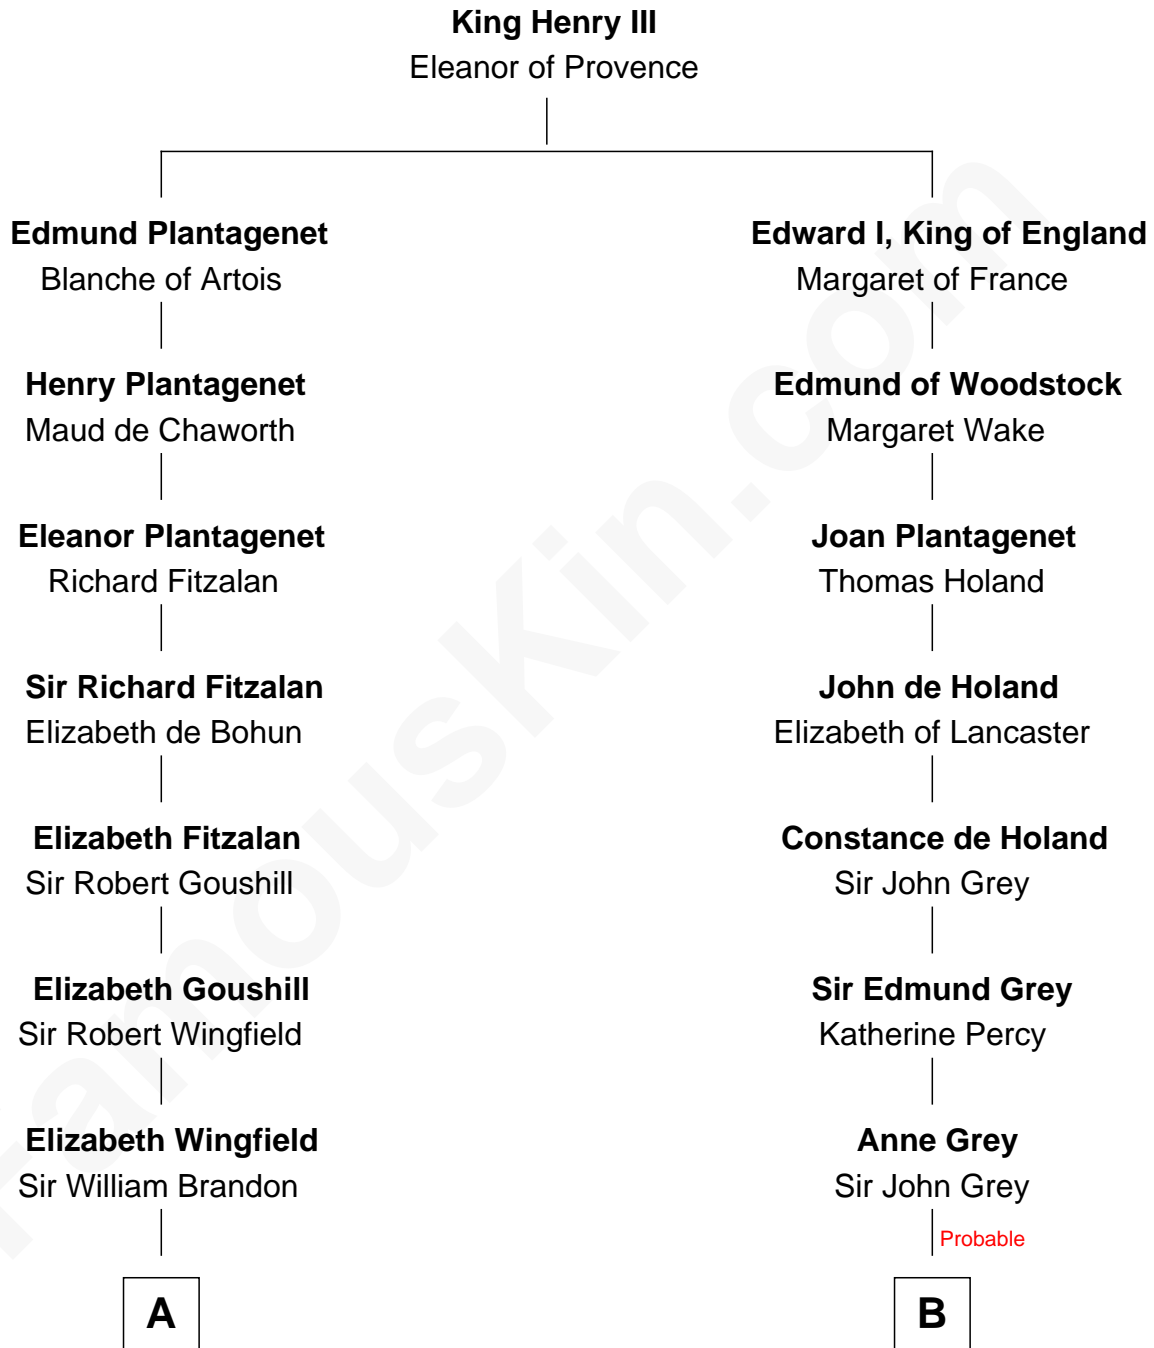 King Henry III
Eleanor of Provence
Edmund Plantagenet
Blanche of Artois
Edward I, King of England
Margaret of France
Henry Plantagenet
Maud de Chaworth
Edmund of Woodstock
Margaret Wake
Eleanor Plantagenet
Richard Fitzalan
Joan Plantagenet
Thomas Holand
Sir Richard Fitzalan
Elizabeth de Bohun
John de Holand
Elizabeth of Lancaster
Elizabeth Fitzalan
Sir Robert Goushill
Constance de Holand
Sir John Grey
Elizabeth Goushill
Sir Robert Wingfield
Sir Edmund Grey
Katherine Percy
Elizabeth Wingfield
Sir William Brandon
Anne Grey
Sir John Grey
Probable
A
B
FamousKin.com